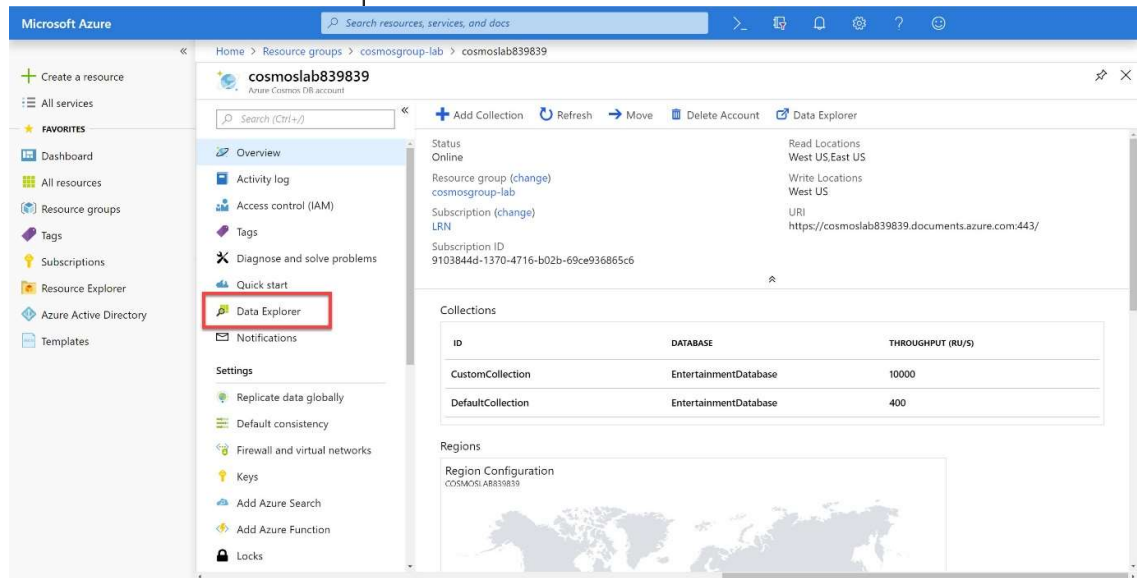 Microsoft Azure
Search resources, services, and docs
Home > Resource groups > cosmosgroup-lab > cosmoslab839839
Create a resource
All services
FAVORITES
Dashboard
All resources
Resource groups
Tags
Subscriptions
Resource Explorer
Azure Active Directory
Templates
cosmoslab839839
Azure Cosmos DB account
Search (Ctrl+/)
Overview
Activity log
Access control (IAM)
Tags
Diagnose and solve problems
Quick start
Data Explorer
Notifications
Settings
Replicate data globally
Default consistency
Firewall and virtual networks
Keys
Add Azure Search
Add Azure Function
Locks
Add Collection Refresh Move Delete Account Data Explorer
Status
Online
Resource group (change)
cosmosgroup-lab
Subscription (change)
LRN
Subscription ID
9103844d-1370-4716-b02b-69ce936865c6
Read Locations
West US,East US
Write Locations
West US
URI
https://cosmoslab839839.documents.azure.com:443/
Collections
ID DATABASE THROUGHPUT (RU/S)
CustomCollection EntertainmentDatabase 10000
DefaultCollection EntertainmentDatabase 400
Regions
Region Configuration
COSMOSLAB839839